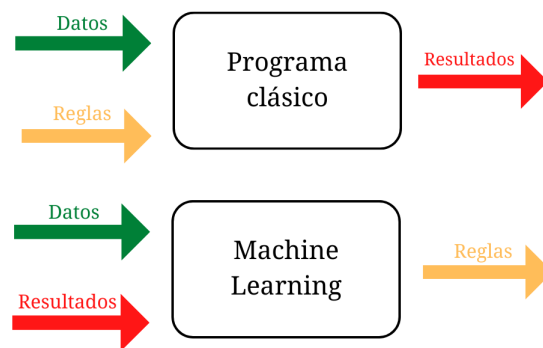 Datos
Reglas
Programa
clásico
Resultados
Datos
Resultados
Machine
Learning
Reglas